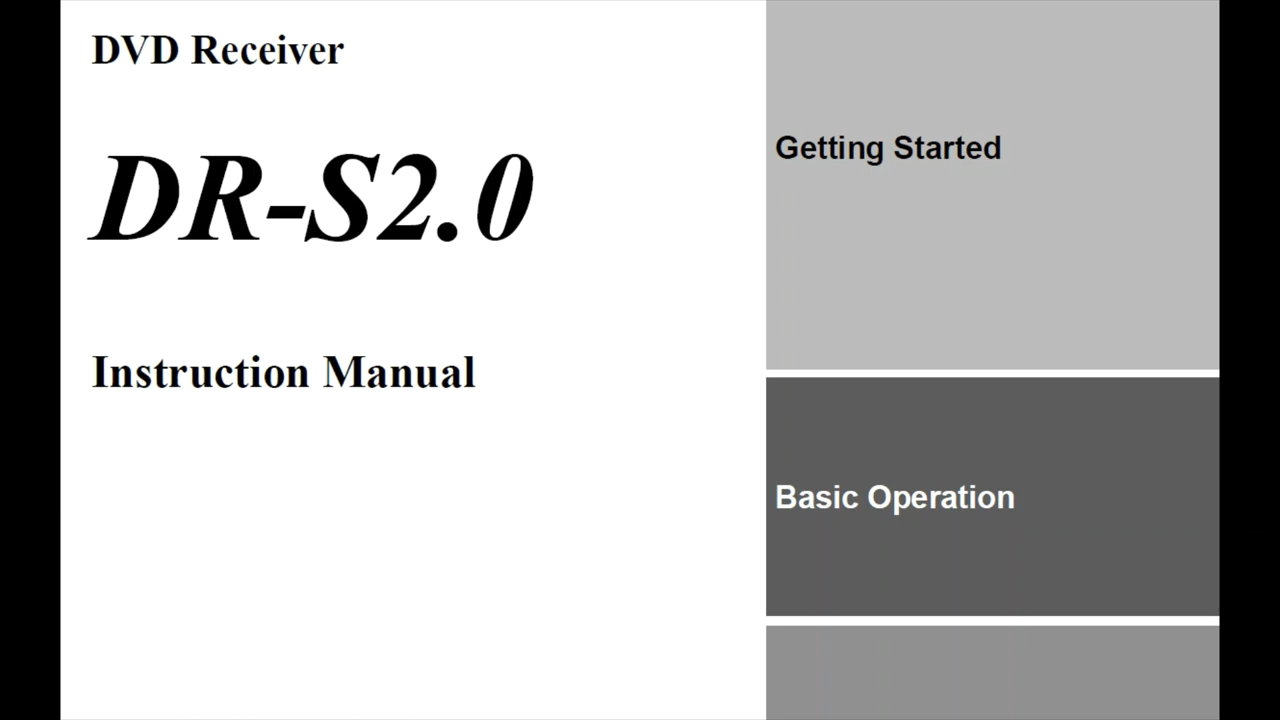 DVD Receiver
DR-S2.0
Instruction Manual
Getting Started
Basic Operation